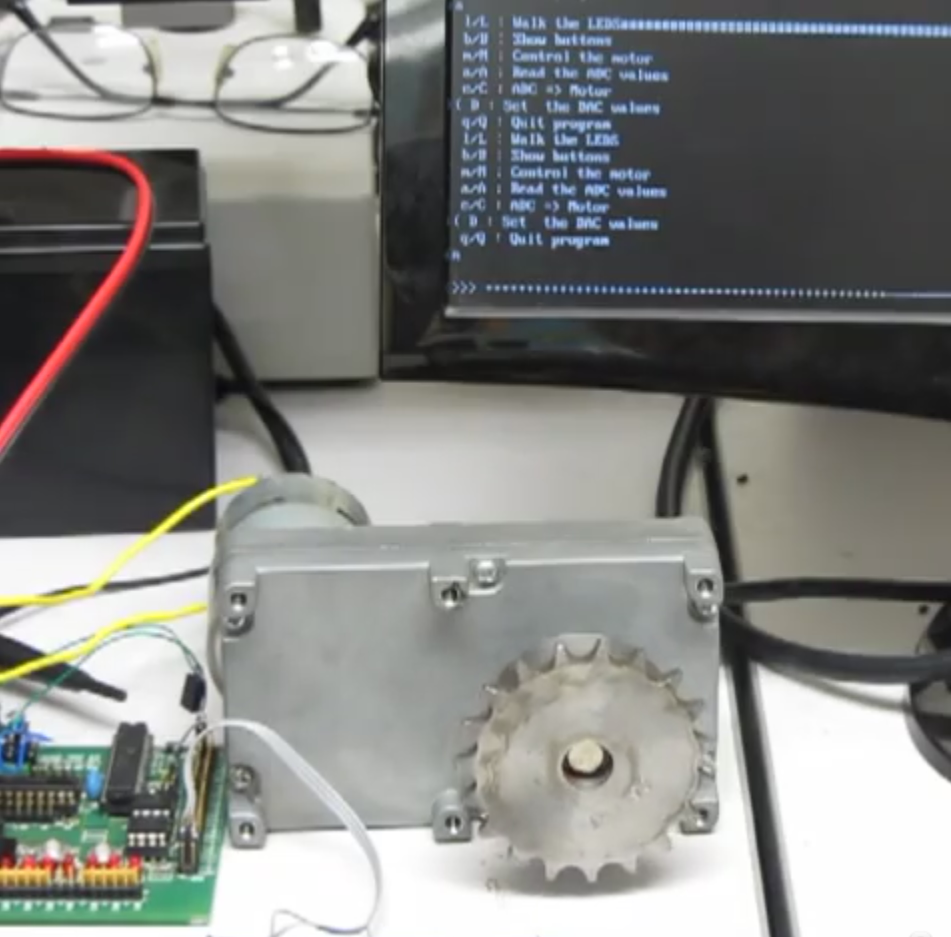 l/L : Walk the LEDS
b/B : Show buttons
m/M : Control the motor
a/A : Read the ADC values
c/C : ADC => Motor
( D : Set  the DAC values
q/Q : Quit program
l/L : Walk the LEDS
b/B : Show buttons
m/M : Control the motor
a/A : Read the ADC values
c/C : ADC => Motor
( D : Set  the DAC values
q/Q : Quit program
>>>